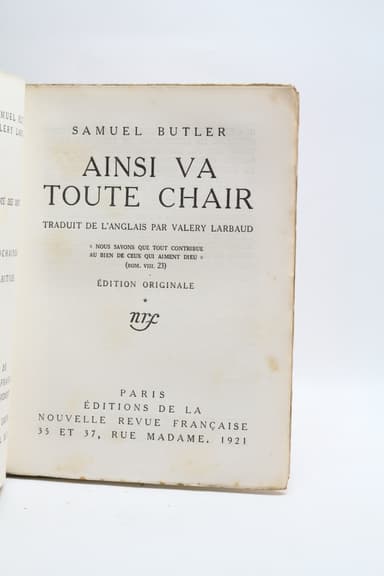 SAMUEL BUTLER
AINSI VA
TOUTE CHAIR
TRADUIT DE L'ANGLAIS PAR VALERY LARBAUD
« NOUS SAVONS QUE TOUT CONTRIBUE
AU BIEN DE CEUX QUI AIMENT DIEU »
(ROM. VIII. 23)
ÉDITION ORIGINALE
*
nrf
PARIS
ÉDITIONS DE LA
NOUVELLE REVUE FRANÇAISE
35 ET 37, RUE MADAME. 1921